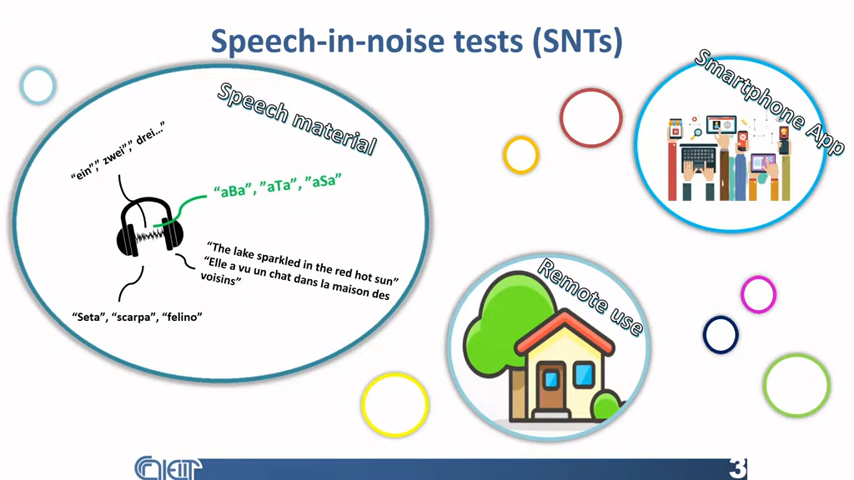 Speech-in-noise tests (SNTs)
Speech material
"ein", zwei", drei..."
"aBa", "aTa", "aSa"
"The lake sparkled in the red hot sun"
"Elle a vu un chat dans la maison des
voisins"
"Seta", "scarpa", "felino"
Smartphone App
Remote use
3